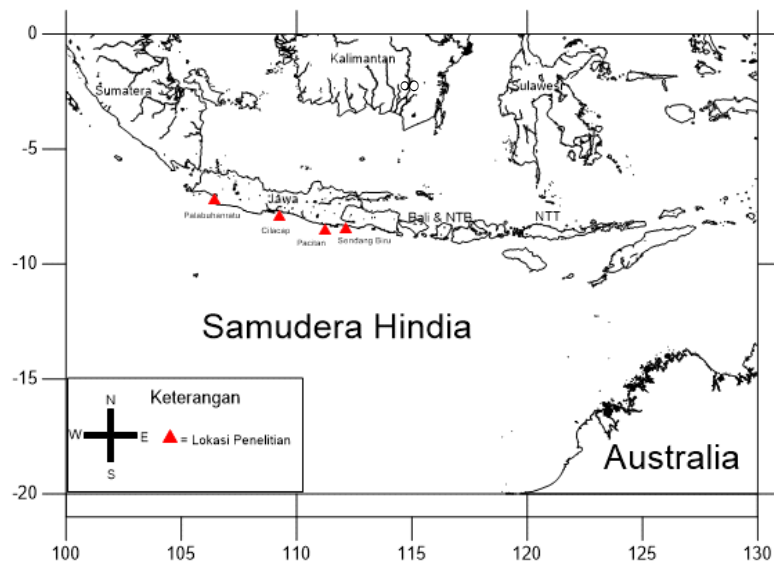 0
Kalimantan
Sumatera
Sulawesi
-5
Jawa
Palabuhanratu
Cilacap
Pacitan
Sendang Biru
Bali & NTB
NTT
-10
Samudera Hindia
-15
Keterangan
N
W
E
S
= Lokasi Penelitian
Australia
-20
100
105
110
115
120
125
130